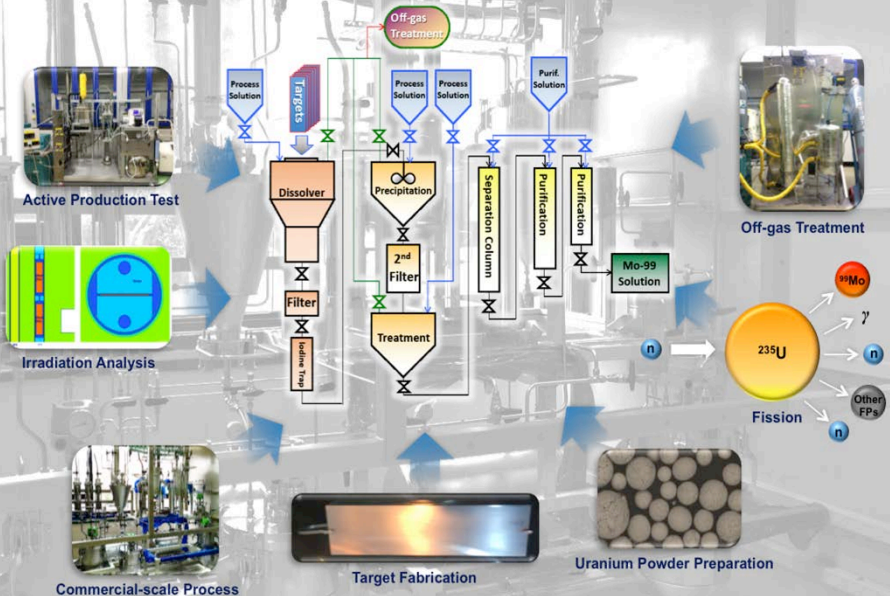 Off-gas
Treatment
Process
Solution
Targets
Process
Solution
Process
Solution
Purif.
Solution
Active Production Test
Dissolver
Precipitation
Separation Column
Purification
Purification
Off-gas Treatment
2nd
Filter
Mo-99
Solution
Filter
Treatment
Iodine Trap
Irradiation Analysis
99Mo
γ
n
235U
n
Other
FPs
n
Fission
Commercial-scale Process
Target Fabrication
Uranium Powder Preparation